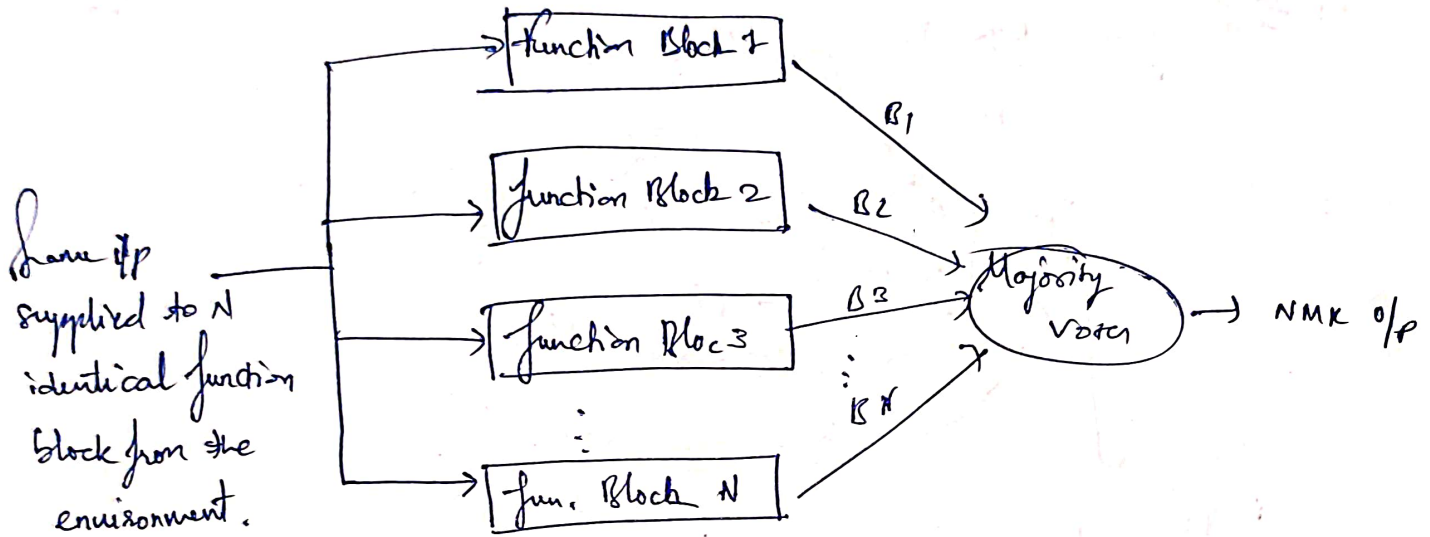 Function Block 1
B1
function Block 2
B2
Same i/p
supplied to N
identical function
block from the
environment.
function Bloc 3
B3
BN
fun. Block N
Majority
Voter
NMR o/p